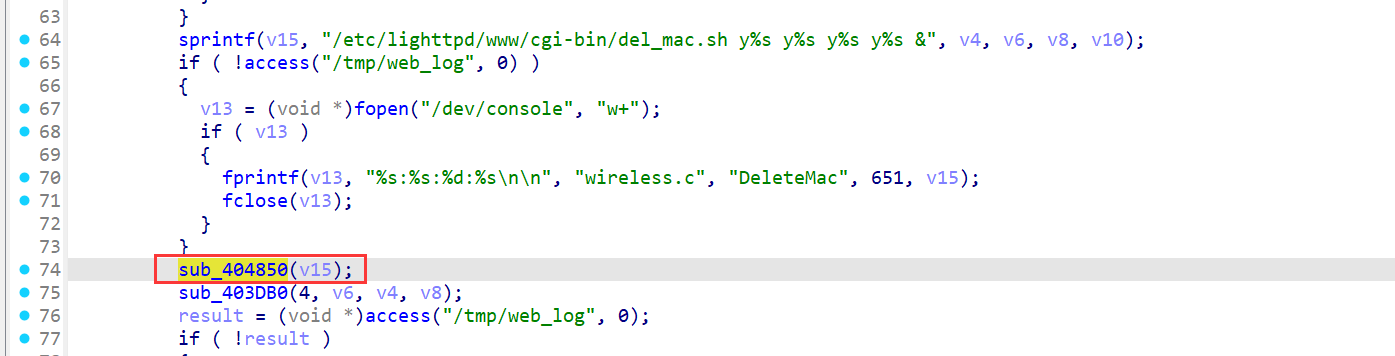 63 }
64 sprintf(v15, "/etc/lighttpd/www/cgi-bin/del_mac.sh y%s y%s y%s y%s &", v4, v6, v8, v10);
65 if ( !access("/tmp/web_log", 0) )
66 {
67 v13 = (void *)fopen("/dev/console", "w+");
68 if ( v13 )
69 {
70 fprintf(v13, "%s:%s:%d:%s\n\n", "wireless.c", "DeleteMac", 651, v15);
71 fclose(v13);
72 }
73 }
74 sub_404850(v15);
75 sub_403DB0(4, v6, v4, v8);
76 result = (void *)access("/tmp/web_log", 0);
77 if ( !result )